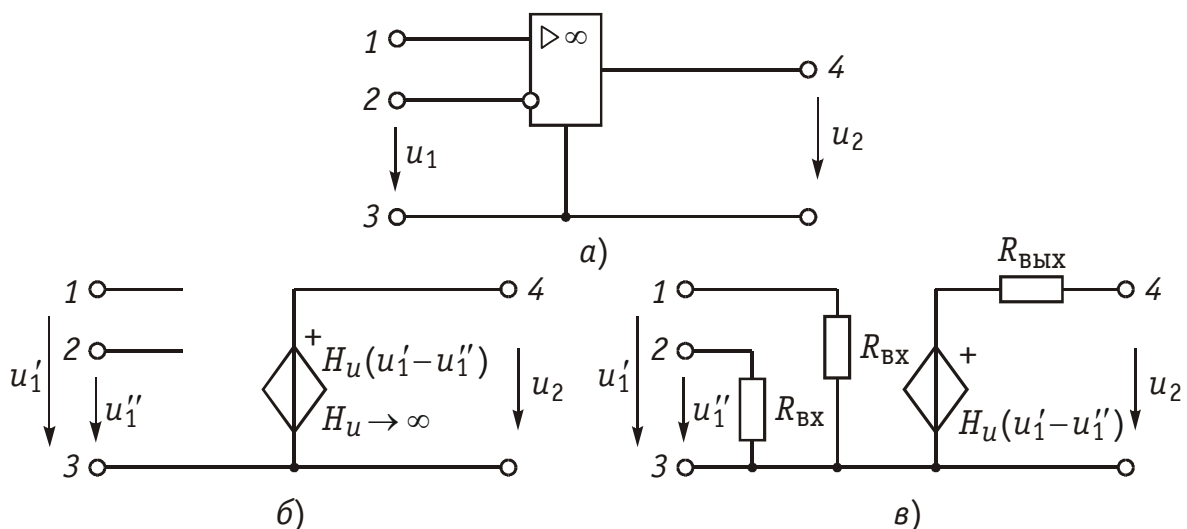 1
▷ ∞
4
2
u₁
u₂
3
а)
1
4
2
+
u₁′
Hᵤ(u₁′−u₁″)
u₁″
Hᵤ → ∞
u₂
3
б)
Rвых
1
4
2
Rвх
+
u₁′
u₁″
Rвх
Hᵤ(u₁′−u₁″)
u₂
3
в)